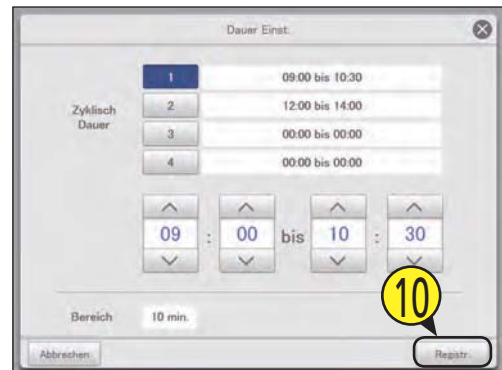 Dauer Einst.
1 09:00 bis 10:30
Zyklisch Dauer
2 12:00 bis 14:00
3 00:00 bis 00:00
4 00:00 bis 00:00
09 : 00 bis 10 : 30
10
Bereich 10 min.
Abbrechen Registr.